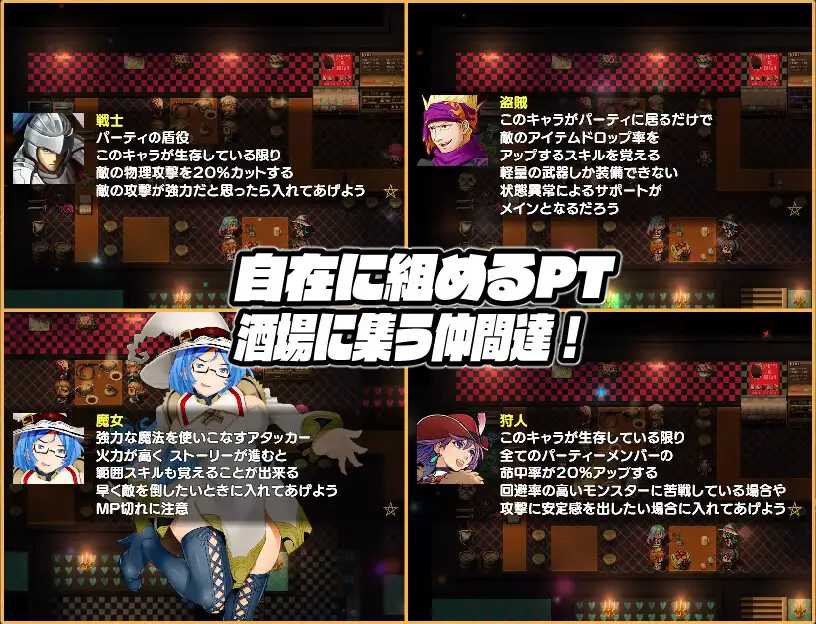 戦士
パーティの盾役
このキャラが生存している限り
敵の物理攻撃を20%カットする
敵の攻撃が強力だと思ったら入れてあげよう
盗賊
このキャラがパーティに居るだけで
敵のアイテムドロップ率を
アップするスキルを覚える
軽量の武器しか装備できない
状態異常によるサポートが
メインとなるだろう
自在に組めるPT
酒場に集う仲間達！
魔女
強力な魔法を使いこなすアタッカー
火力が高く ストーリーが進むと
範囲スキルも覚えることが出来る
早く敵を倒したいときに入れてあげよう
MP切れに注意
狩人
このキャラが生存している限り
全てのパーティーメンバーの
命中率が20%アップする
回避率の高いモンスターに苦戦している場合や
攻撃に安定感を出したい場合に入れてあげよう